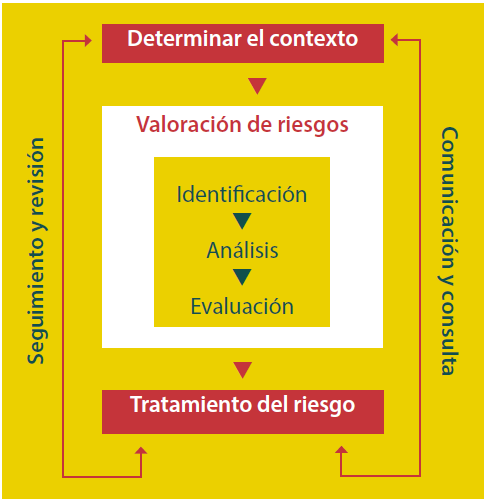 Determinar el contexto
Valoración de riesgos
Identificación
Análisis
Evaluación
Tratamiento del riesgo
Seguimiento y revisión
Comunicación y consulta